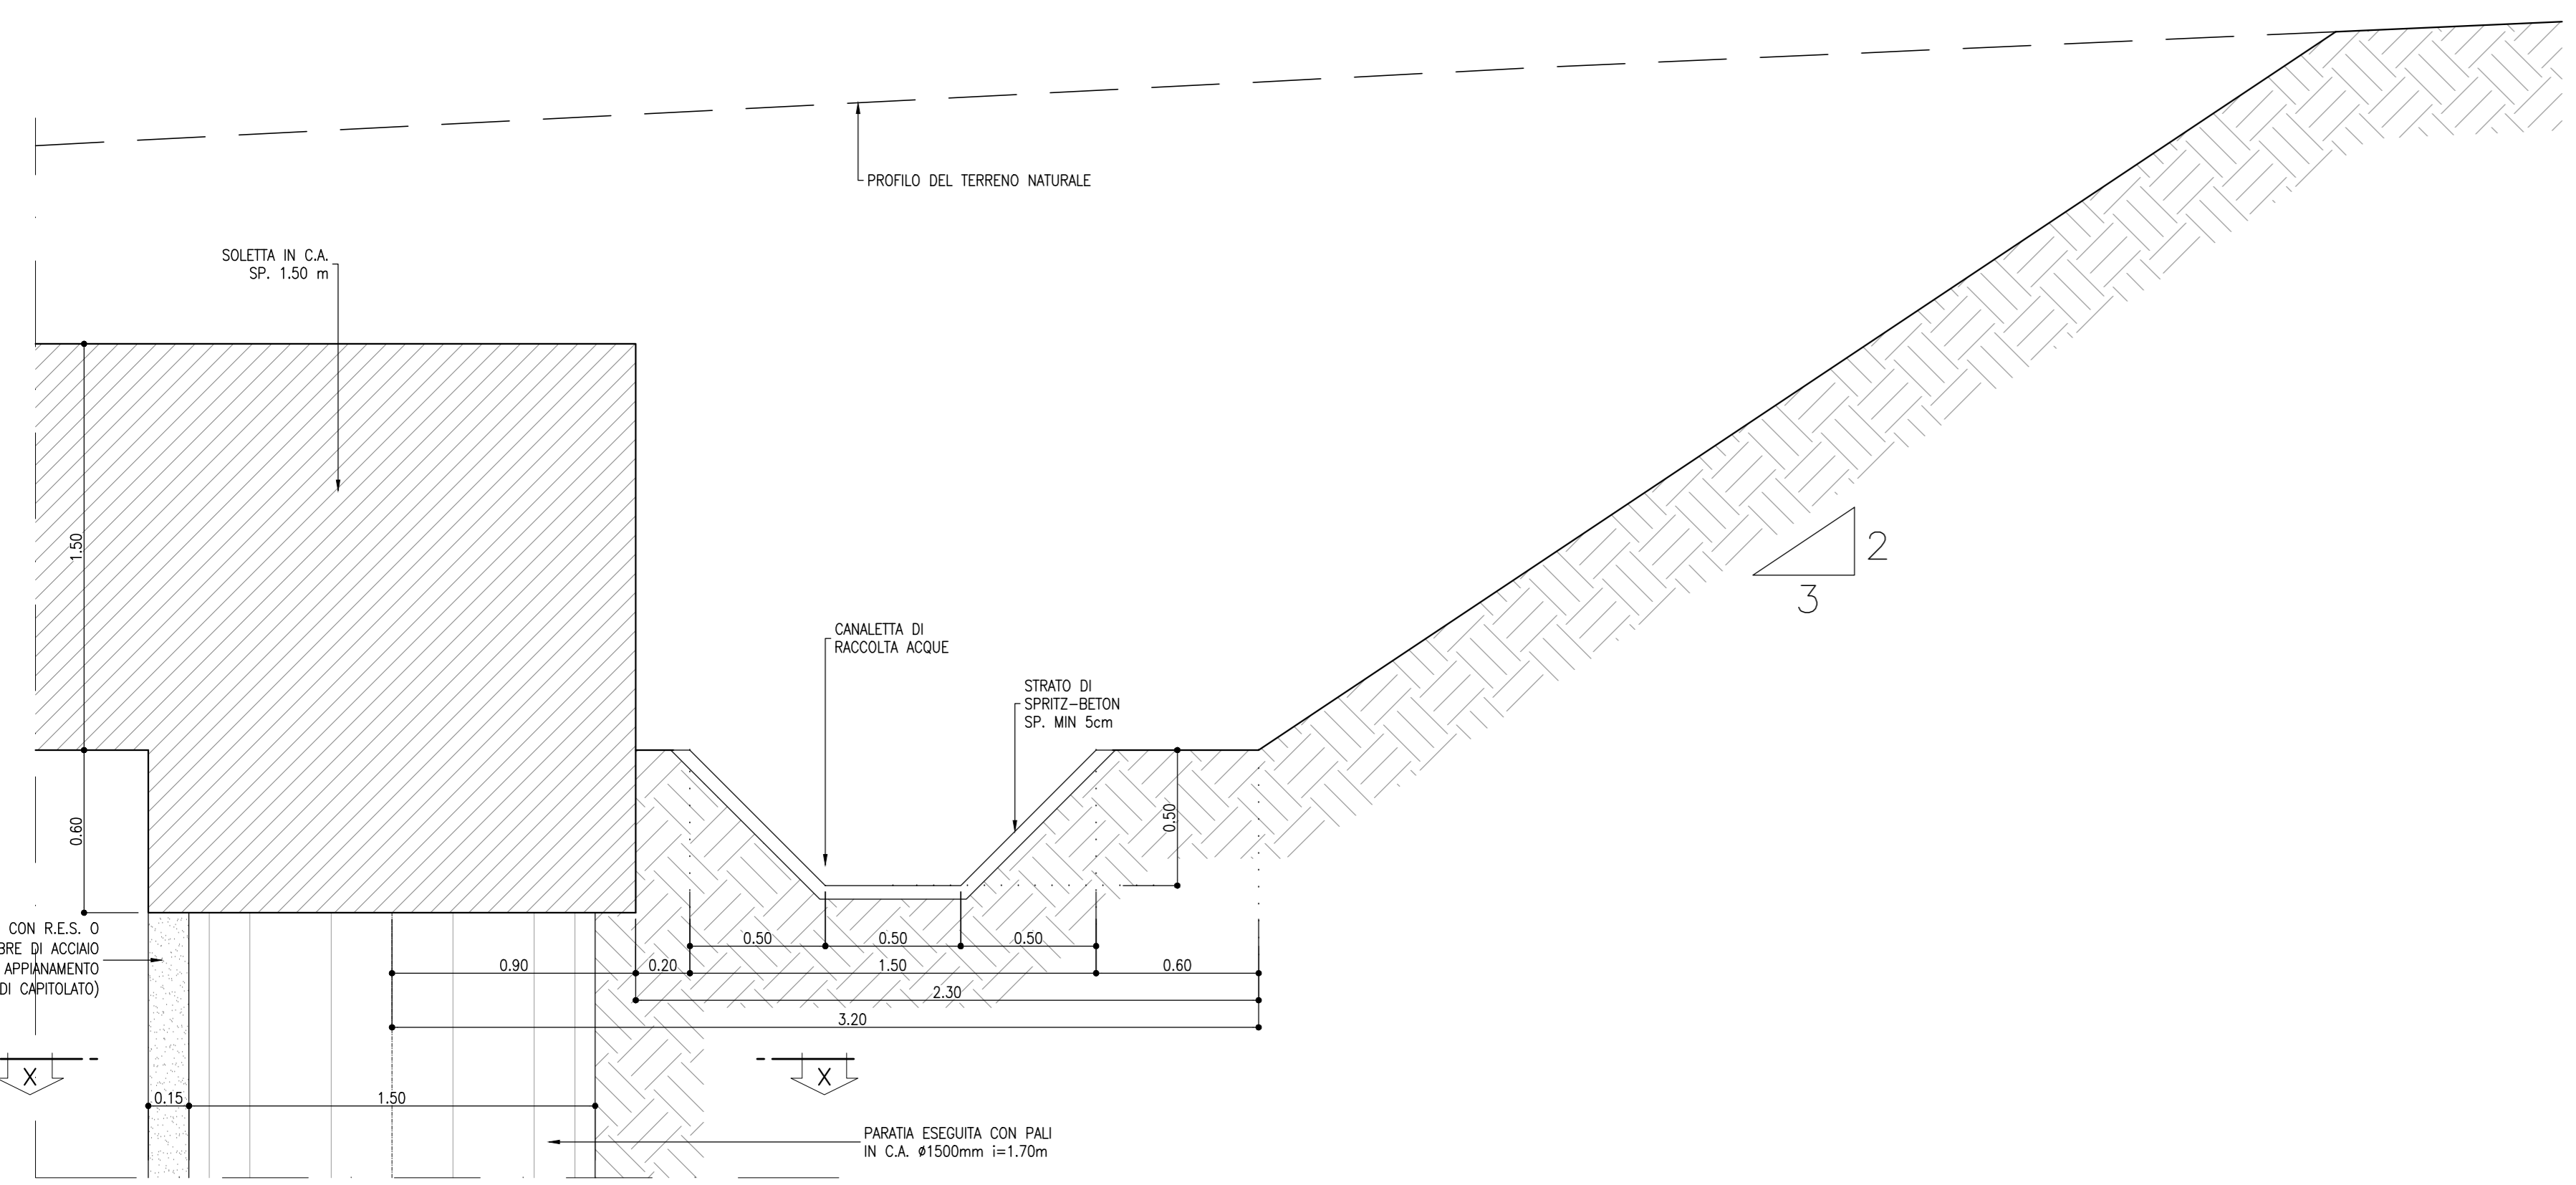 PROFILO DEL TERRENO NATURALE
SOLETTA IN C.A.
SP. 1.50 m
1.50
2
3
CANALETTA DI
RACCOLTA ACQUE
STRATO DI
SPRITZ-BETON
SP. MIN 5cm
0.60
0.50
CON R.E.S. O
DI ACCIAIO
APPIANAMENTO
DI CAPITOLATO)
0.50
0.50
0.50
0.90
0.20
1.50
0.60
2.30
3.20
X
X
0.15
1.50
PARATIA ESEGUITA CON PALI
IN C.A. ø1500mm i=1.70m